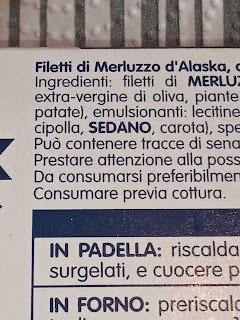 Filetti di Merluzzo d'Alaska,
Ingredienti: filetti di MERLUZ
extra-vergine di oliva, piante
patate), emulsionanti: lecitine
cipolla, SEDANO, carota), spe
Può contenere tracce di sena
Prestare attenzione alla poss
Da consumarsi preferibilmen
Consumare previa cottura.
IN PADELLA: riscalda
surgelati, e cuocere p
IN FORNO: preriscald